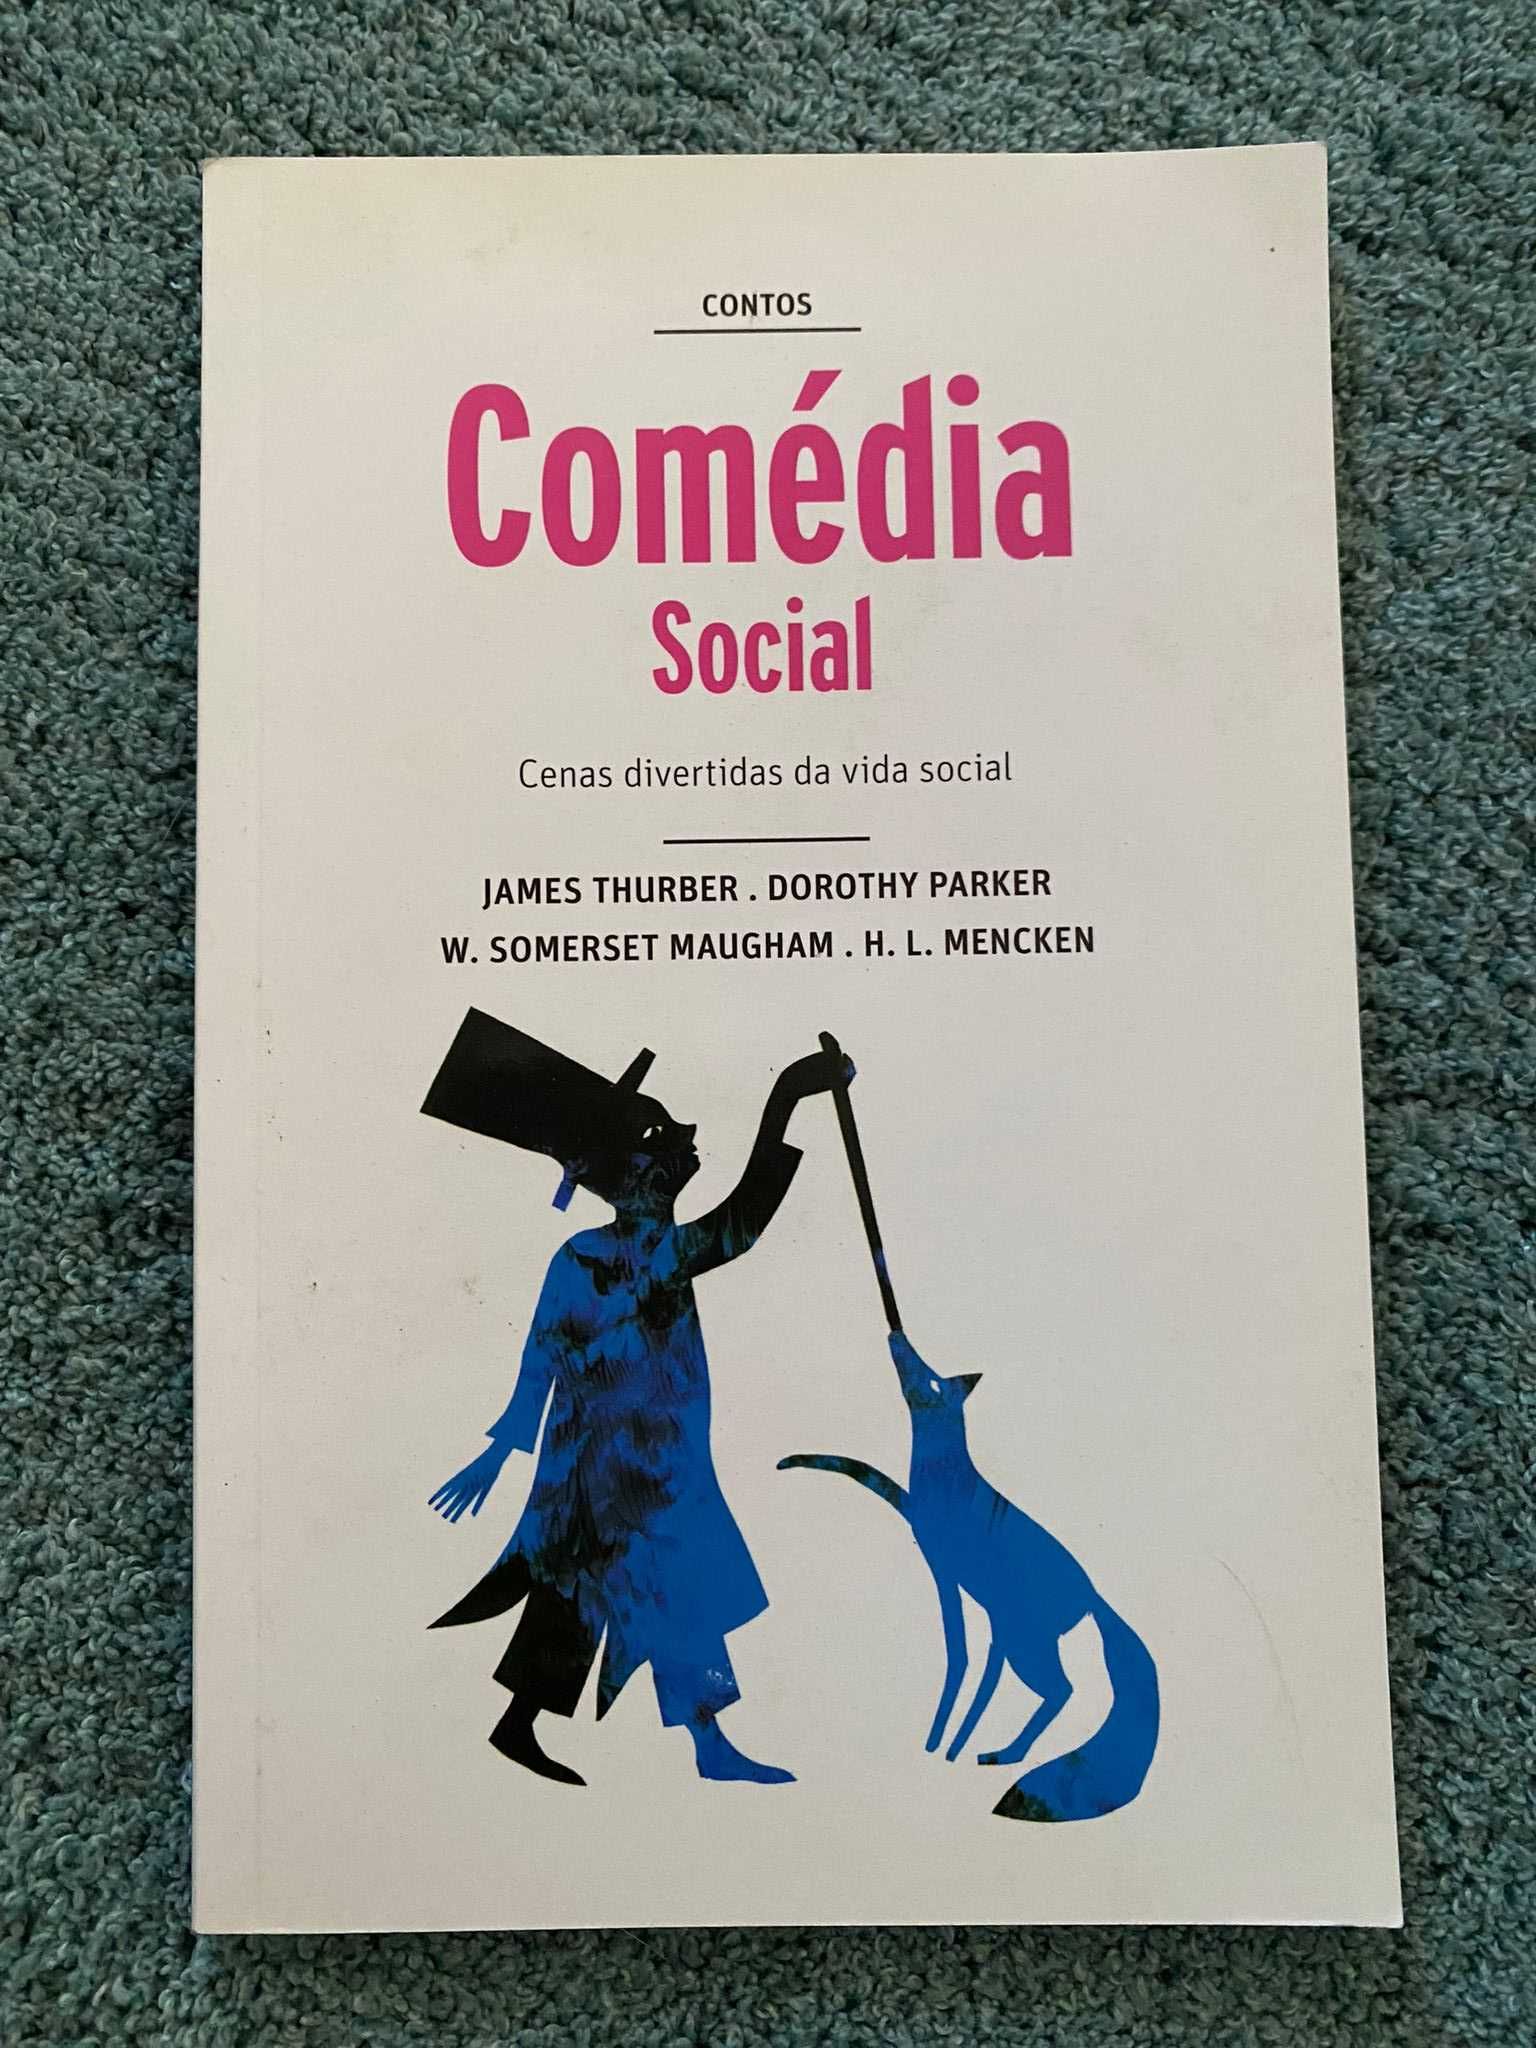 CONTOS
Comédia
Social
Cenas divertidas da vida social
JAMES THURBER . DOROTHY PARKER
W. SOMERSET MAUGHAM . H. L. MENCKEN